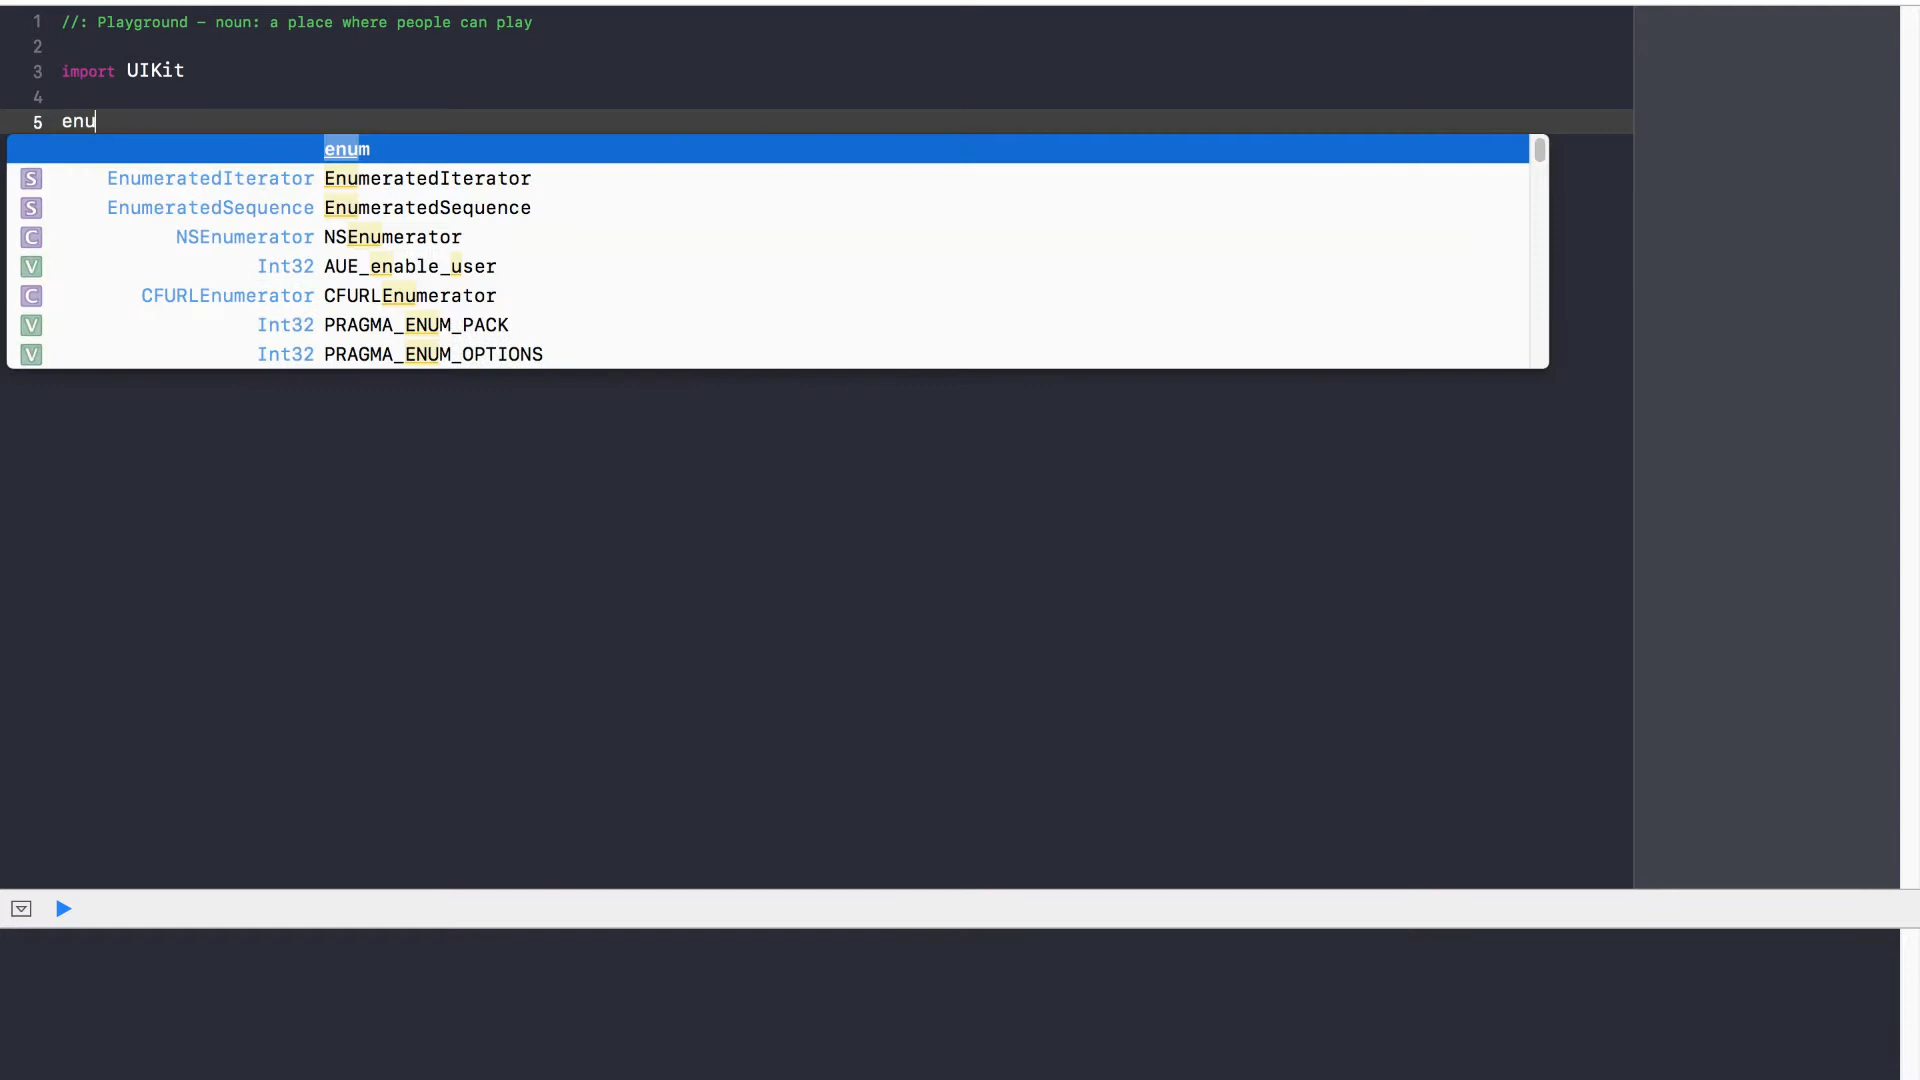 1 //: Playground – noun: a place where people can play
2
3 import UIKit
4
5 enu
enum
S EnumeratedIterator EnumeratedIterator
S EnumeratedSequence EnumeratedSequence
C NSEnumerator NSEnumerator
V Int32 AUE_enable_user
C CFURLEnumerator CFURLEnumerator
V Int32 PRAGMA_ENUM_PACK
V Int32 PRAGMA_ENUM_OPTIONS